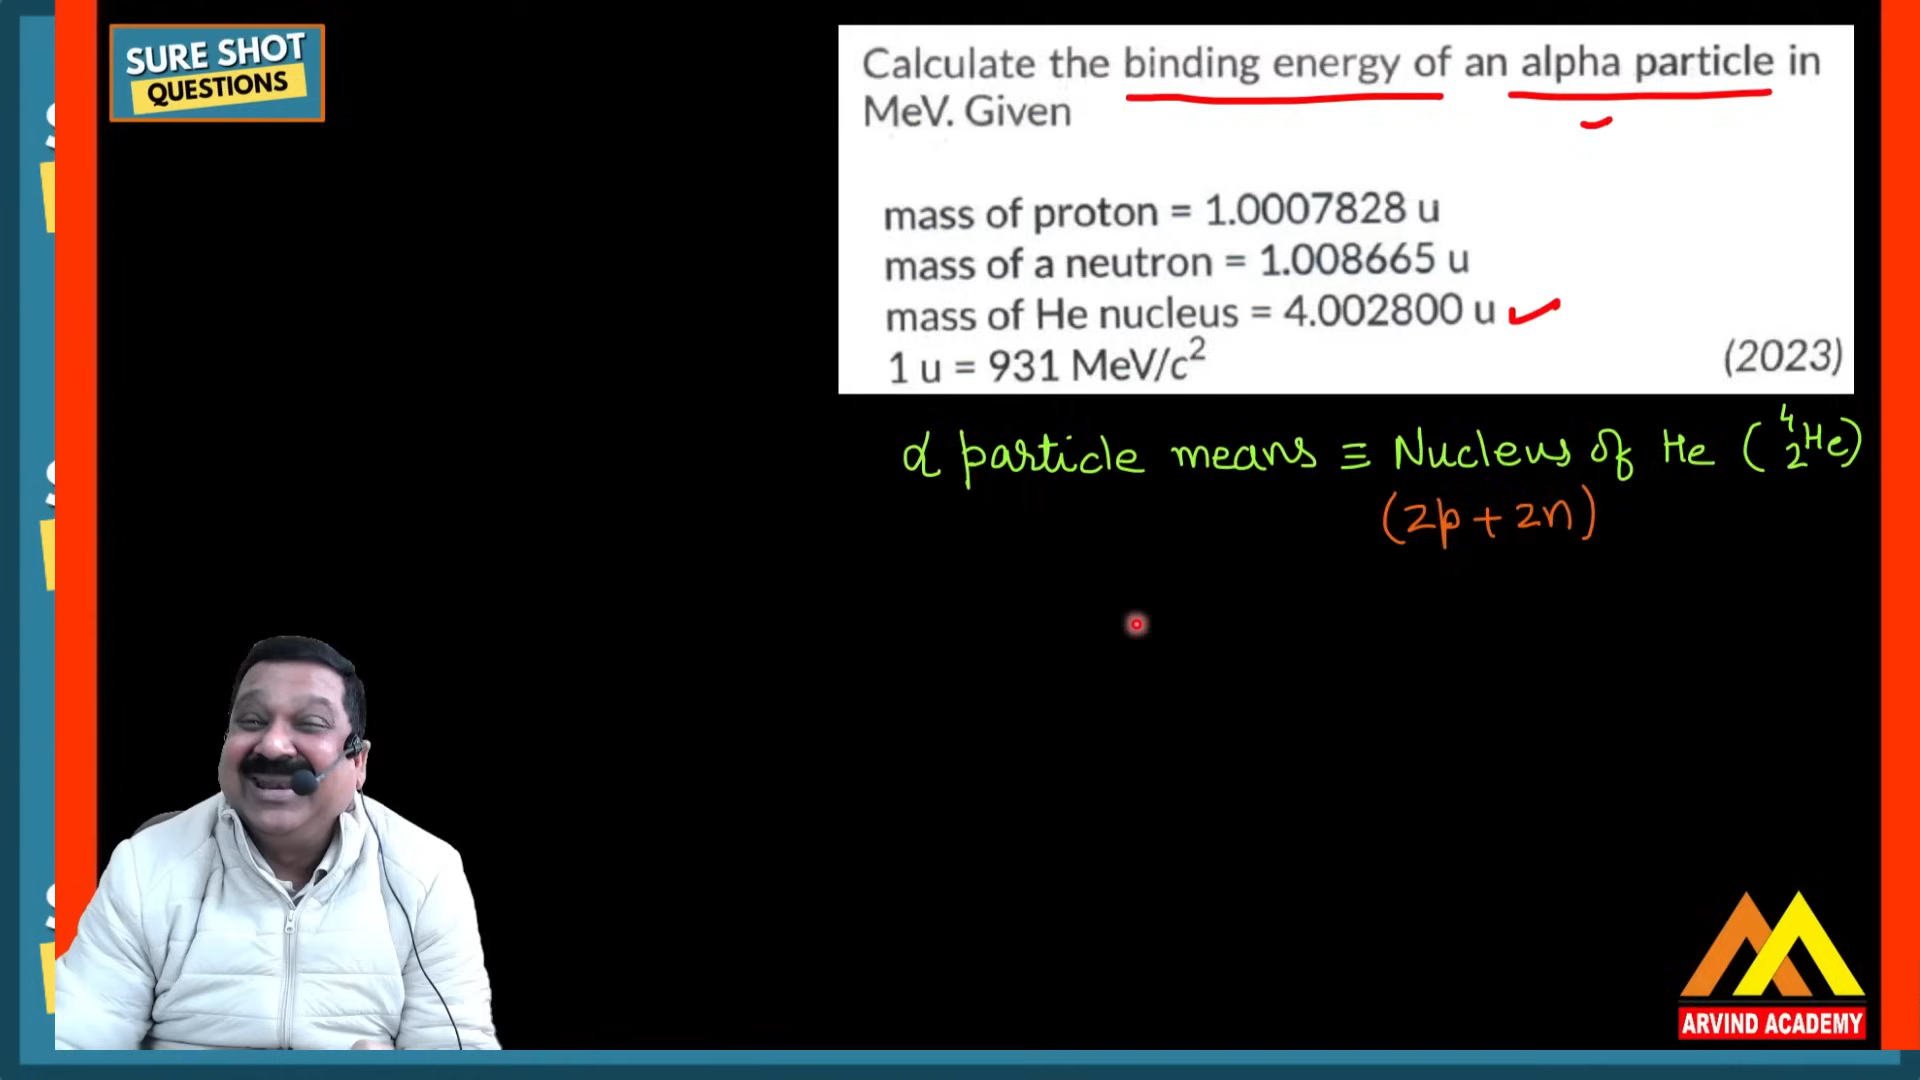 SURE SHOT
QUESTIONS
Calculate the binding energy of an alpha particle in
MeV. Given
mass of proton = 1.0007828 u
mass of a neutron = 1.008665 u
mass of He nucleus = 4.002800 u
1 u = 931 MeV/c²
(2023)
α particle means ≡ Nucleus of He (⁴₂He)
(2p + 2n)
ARVIND ACADEMY